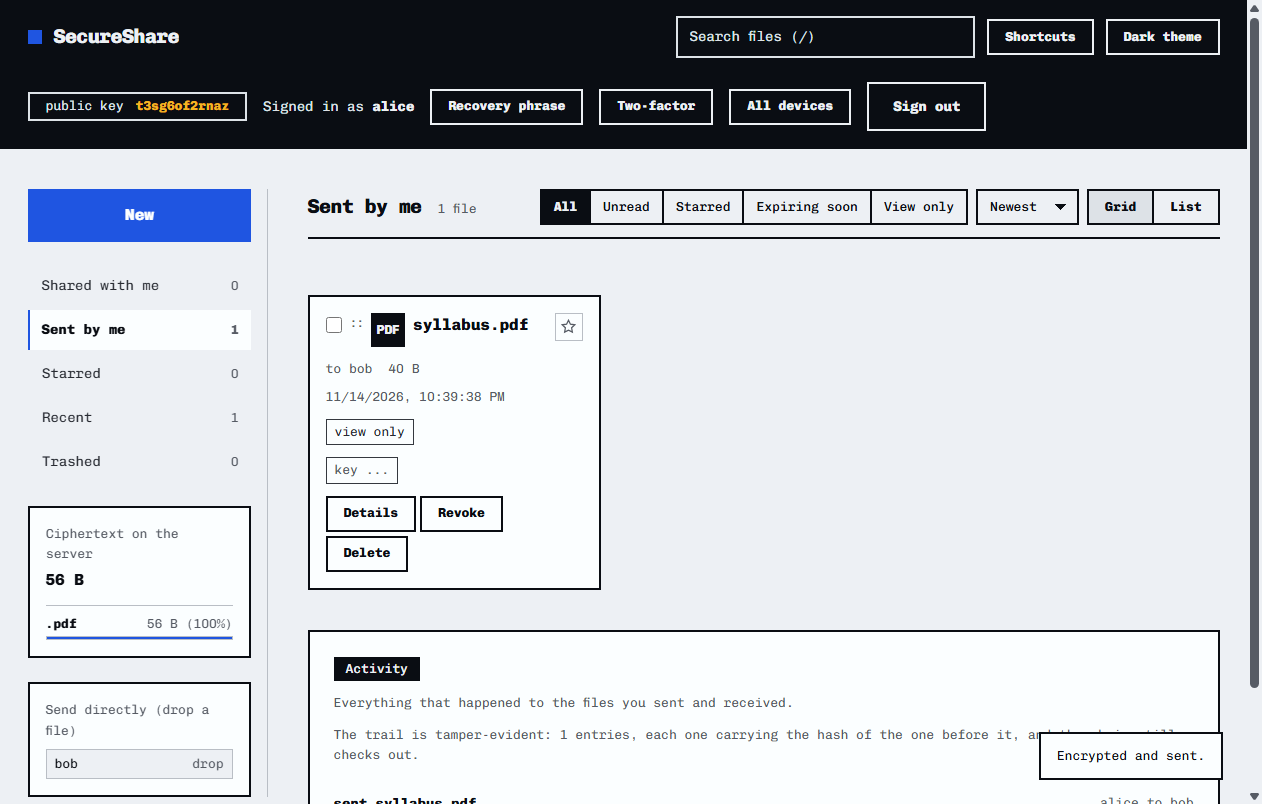 SecureShare
Search files (/)
Shortcuts
Dark theme
public key t3sg6of2rnaz
Signed in as alice
Recovery phrase
Two-factor
All devices
Sign out
New
Shared with me 0
Sent by me 1
Starred 0
Recent 1
Trashed 0
Ciphertext on the
server
56 B
.pdf 56 B (100%)
Send directly (drop a
file)
bob drop
Sent by me 1 file
All
Unread
Starred
Expiring soon
View only
Newest
Grid
List
:: PDF syllabus.pdf
to bob 40 B
11/14/2026, 10:39:38 PM
view only
key ...
Details
Revoke
Delete
Activity
Everything that happened to the files you sent and received.
The trail is tamper-evident: 1 entries, each one carrying the hash of the one before it,
checks out.
sent syllabus.pdf alice to bob
Encrypted and sent.